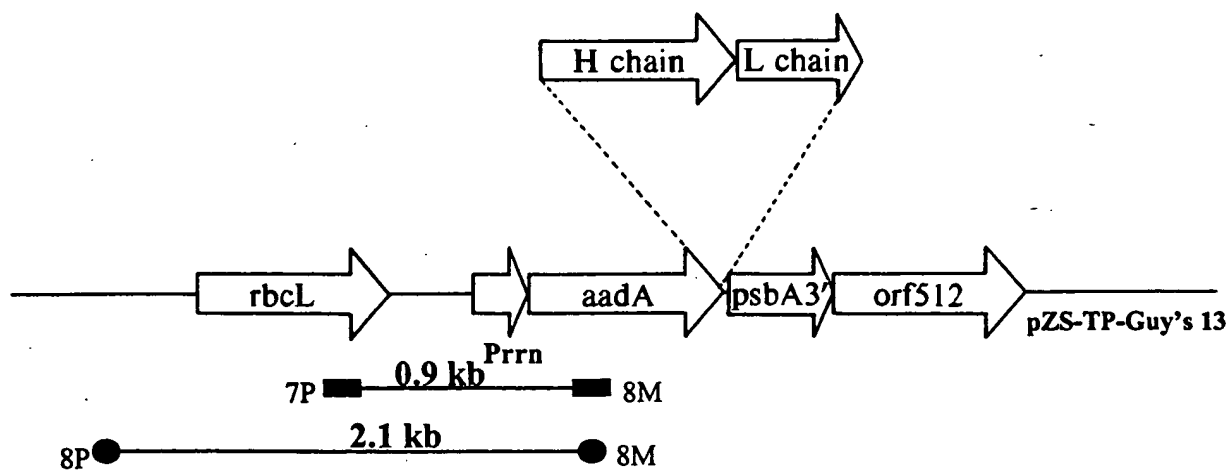 H chain L chain
rbcL aadA psbA3' orf512
Prrn pZS-TP-Guy's 13
7P 0.9 kb 8M
8P 2.1 kb 8M